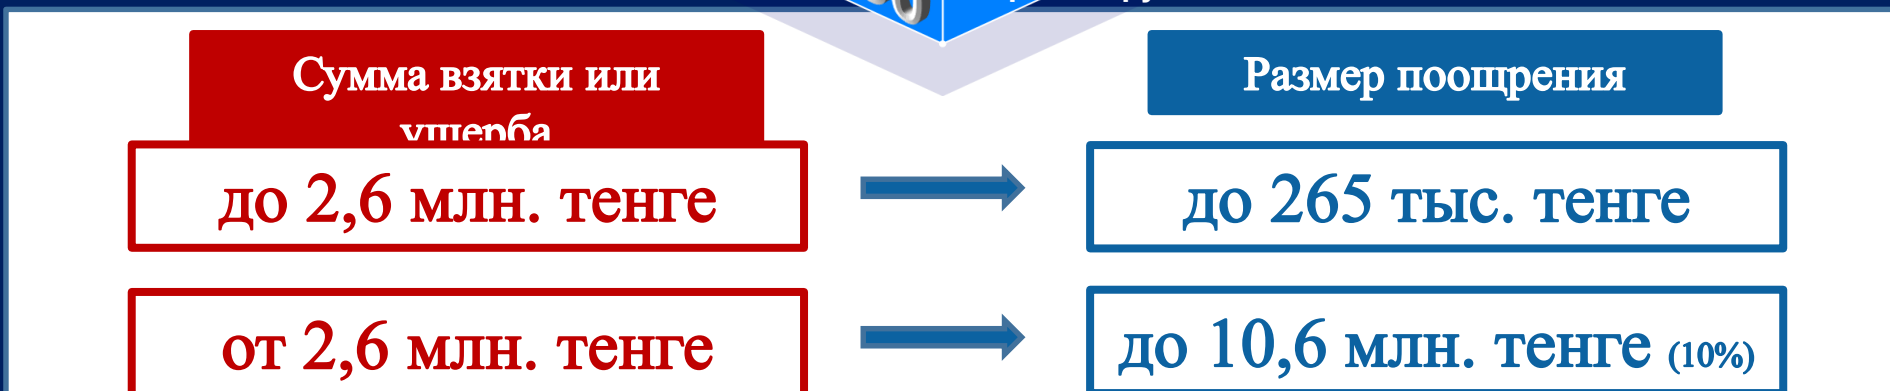 Сумма взятки или
ущерба
Размер поощрения
до 2,6 млн. тенге
до 265 тыс. тенге
от 2,6 млн. тенге
до 10,6 млн. тенге (10%)